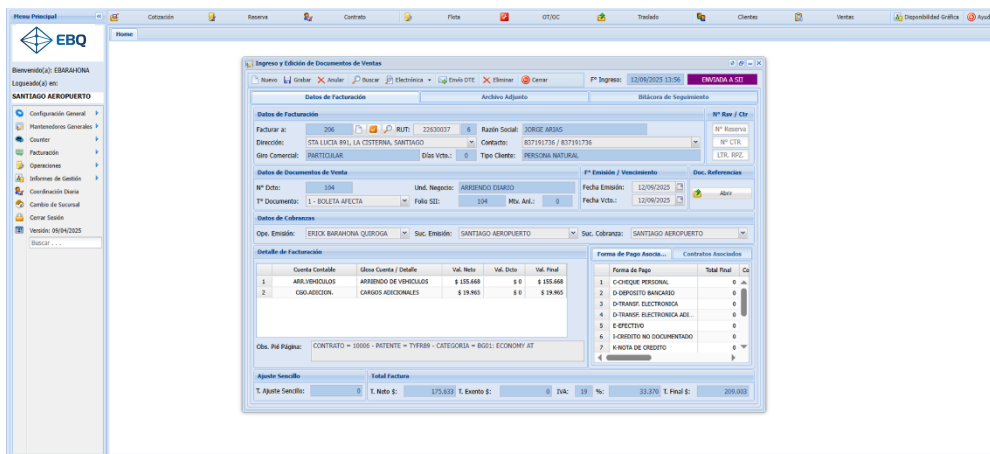 Menu Principal
Cotización Reserva Contrato Flota OT/OC Traslado Clientes Ventas Disponibilidad Gráfica Ayud
EBQ
Home
Bienvenido(a): EBARAHONA
Logueado(a) en:
SANTIAGO AEROPUERTO
Configuración General
Mantenedores Generales
Counter
Facturación
Operaciones
Informes de Gestión
Coordinación Diaria
Cambio de Sucursal
Cerrar Sesión
Versión: 09/04/2025
Buscar . . .
Ingreso y Edición de Documentos de Ventas
Nuevo Grabar Anular Buscar Electrónica Envío DTE Eliminar Cerrar Fº Ingreso: 12/09/2025 13:56 ENVIADA A SII
Datos de Facturación Archivo Adjunto Bitácora de Seguimiento
Datos de Facturación Nº Rsv / Ctr
Facturar a: 206 RUT: 22630037 6 Razón Social: JORGE ARIAS Nº Reserva
Dirección: STA LUCIA 891, LA CISTERNA, SANTIAGO Contacto: 837191736 / 837191736 Nº CTR
Giro Comercial: PARTICULAR Días Vcto.: 0 Tipo Cliente: PERSONA NATURAL LTR. RPZ.
Datos de Documentos de Venta Fº Emisión / Vencimiento Doc. Referencias
Nº Dcto: 104 Und. Negocio: ARRIENDO DIARIO Fecha Emisión: 12/09/2025 Abrir
Tº Documento: 1 - BOLETA AFECTA Folio SII: 104 Mtv. Anl.: 0 Fecha Vcto.: 12/09/2025
Datos de Cobranzas
Ope. Emisión: ERICK BARAHONA QUIROGA Suc. Emisión: SANTIAGO AEROPUERTO Suc. Cobranza: SANTIAGO AEROPUERTO
Detalle de Facturación Forma de Pago Asocia... Contratos Asociados
Cuenta Contable Glosa Cuenta / Detalle Val. Neto Val. Dcto Val. Final
1 ARR.VEHICULOS ARRIENDO DE VEHICULOS $ 155.668 $ 0 $ 155.668
2 CGO.ADICION. CARGOS ADICIONALES $ 19.965 $ 0 $ 19.965
Forma de Pago Total Final Co
1 C-CHEQUE PERSONAL 0
2 D-DEPOSITO BANCARIO 0
3 D-TRANSF. ELECTRONICA 0
4 D-TRANSF. ELECTRONICA ADI... 0
5 E-EFECTIVO 0
6 I-CREDITO NO DOCUMENTADO 0
7 K-NOTA DE CREDITO 0
Obs. Pié Página: CONTRATO = 10006 - PATENTE = TYFR89 - CATEGORIA = BG01: ECONOMY AT
Ajuste Sencillo Total Factura
T. Ajuste Sencillo: 0 T. Neto $: 175.633 T. Exento $: 0 IVA: 19 %: 33.370 T. Final $: 209.003